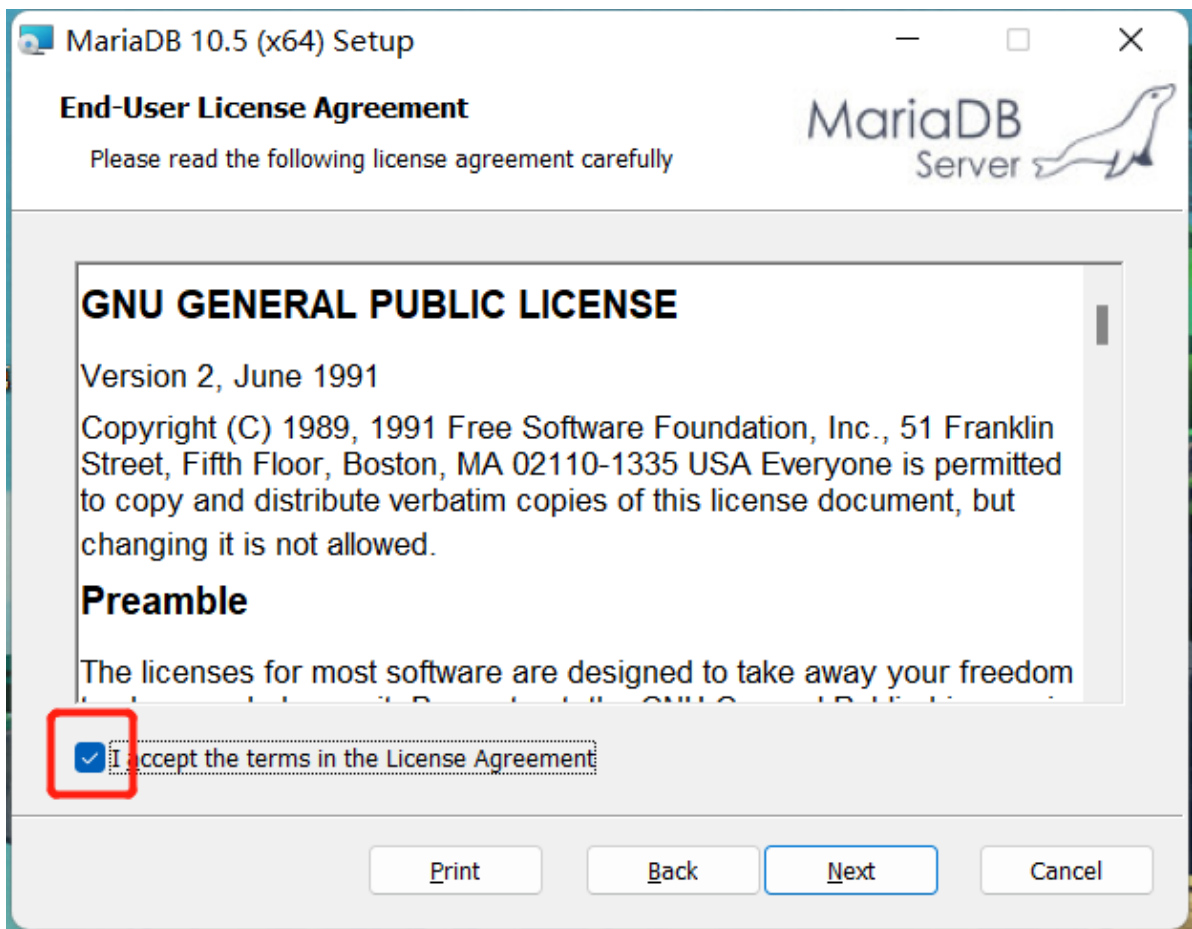 MariaDB 10.5 (x64) Setup
End-User License Agreement
Please read the following license agreement carefully
MariaDB
Server
GNU GENERAL PUBLIC LICENSE
Version 2, June 1991
Copyright (C) 1989, 1991 Free Software Foundation, Inc., 51 Franklin
Street, Fifth Floor, Boston, MA 02110-1335 USA Everyone is permitted
to copy and distribute verbatim copies of this license document, but
changing it is not allowed.
Preamble
The licenses for most software are designed to take away your freedom
I accept the terms in the License Agreement
Print
Back
Next
Cancel